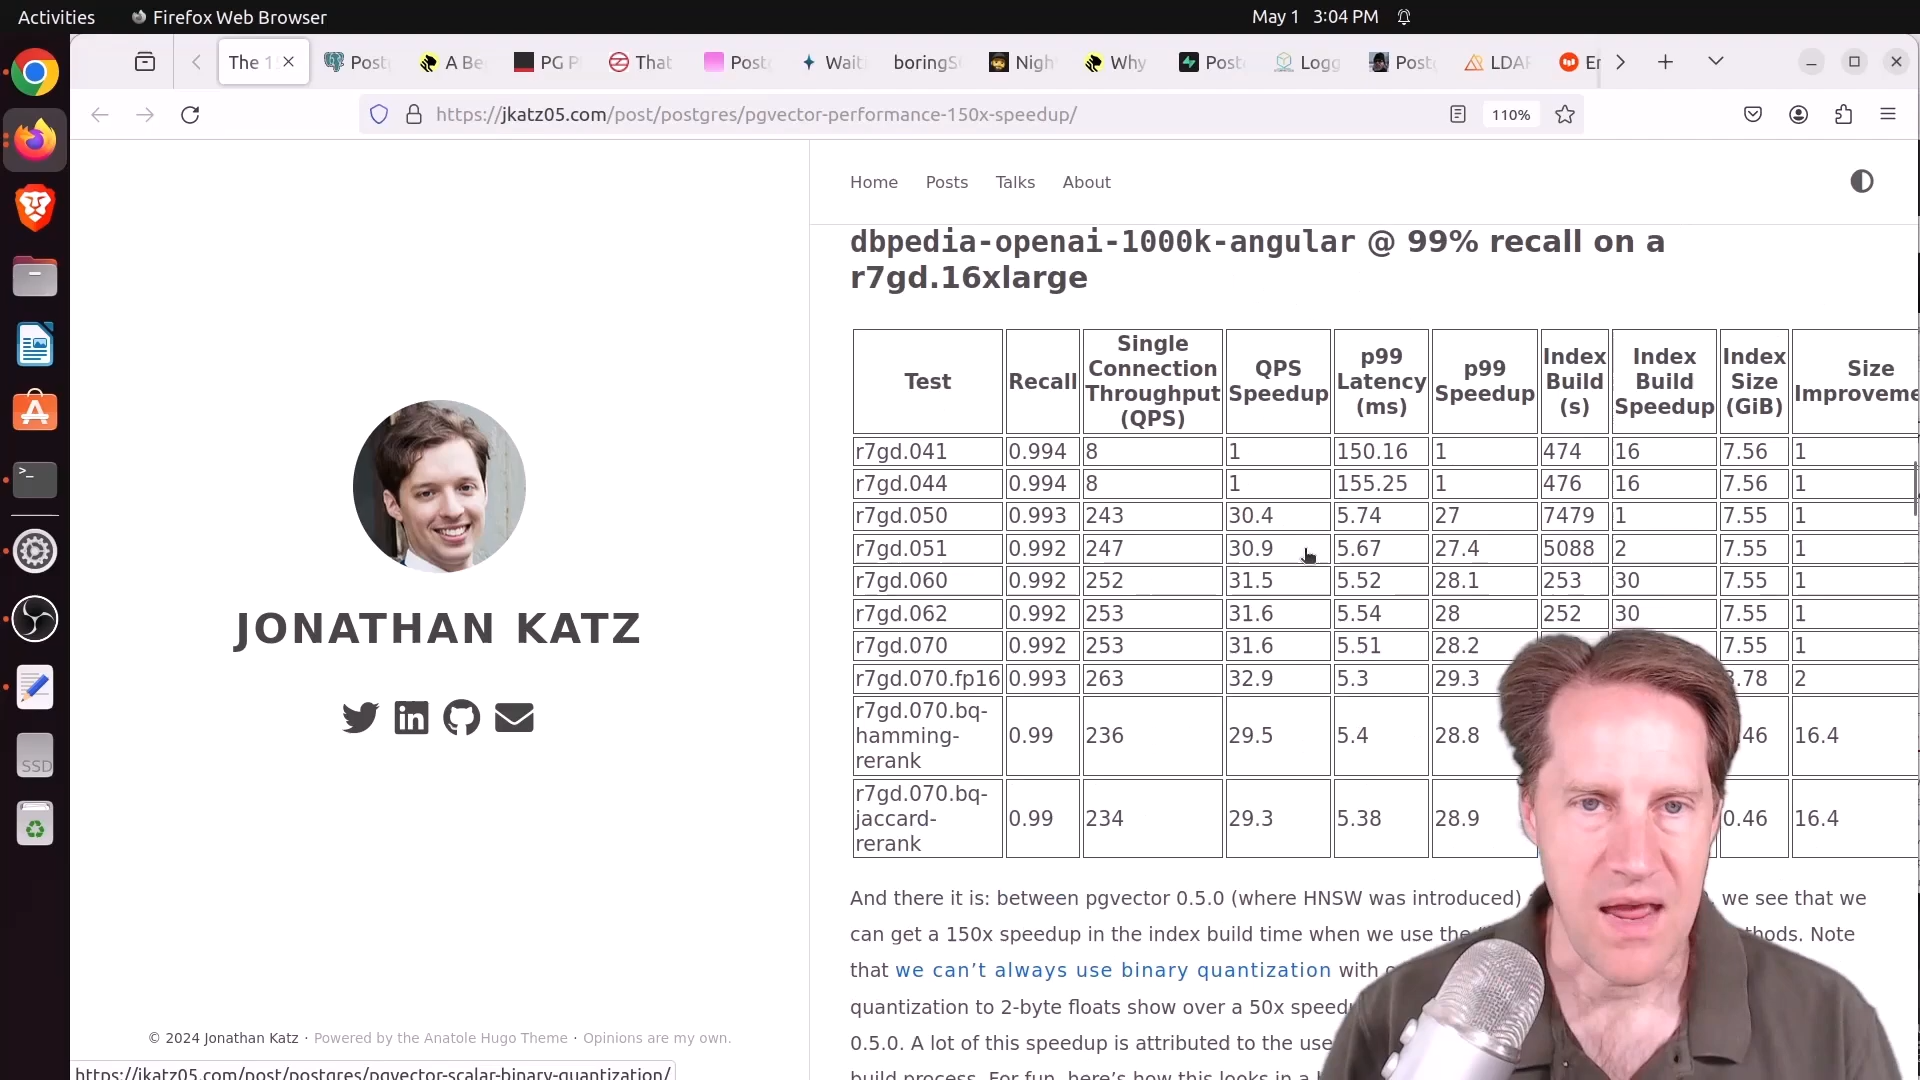 Activities
Firefox Web Browser
May 1 3:04 PM
The 1
Post
A Be
PG P
That
Post
Wait
boringS
Nigh
Why
Post
Logg
Post
LDAP
Er
https://jkatz05.com/post/postgres/pgvector-performance-150x-speedup/
110%
Home Posts Talks About
dbpedia-openai-1000k-angular @ 99% recall on a
r7gd.16xlarge
Test Recall Single Connection Throughput (QPS) QPS Speedup p99 Latency (ms) p99 Speedup Index Build (s) Index Build Speedup Index Size (GiB) Size Improveme
r7gd.041 0.994 8 1 150.16 1 474 16 7.56 1
r7gd.044 0.994 8 1 155.25 1 476 16 7.56 1
r7gd.050 0.993 243 30.4 5.74 27 7479 1 7.55 1
r7gd.051 0.992 247 30.9 5.67 27.4 5088 2 7.55 1
r7gd.060 0.992 252 31.5 5.52 28.1 253 30 7.55 1
r7gd.062 0.992 253 31.6 5.54 28 252 30 7.55 1
r7gd.070 0.992 253 31.6 5.51 28.2 7.55 1
r7gd.070.fp16 0.993 263 32.9 5.3 29.3 .78 2
r7gd.070.bq-hamming-rerank 0.99 236 29.5 5.4 28.8 .46 16.4
r7gd.070.bq-jaccard-rerank 0.99 234 29.3 5.38 28.9 0.46 16.4
And there it is: between pgvector 0.5.0 (where HNSW was introduced) we see that we
can get a 150x speedup in the index build time when we use the thods. Note
that we can't always use binary quantization with
quantization to 2-byte floats show over a 50x speed
0.5.0. A lot of this speedup is attributed to the use
build process. For fun, here's how this looks in a
JONATHAN KATZ
© 2024 Jonathan Katz · Powered by the Anatole Hugo Theme · Opinions are my own.
https://jkatz05.com/post/postgres/pgvector-scalar-binary-quantization/
SSD